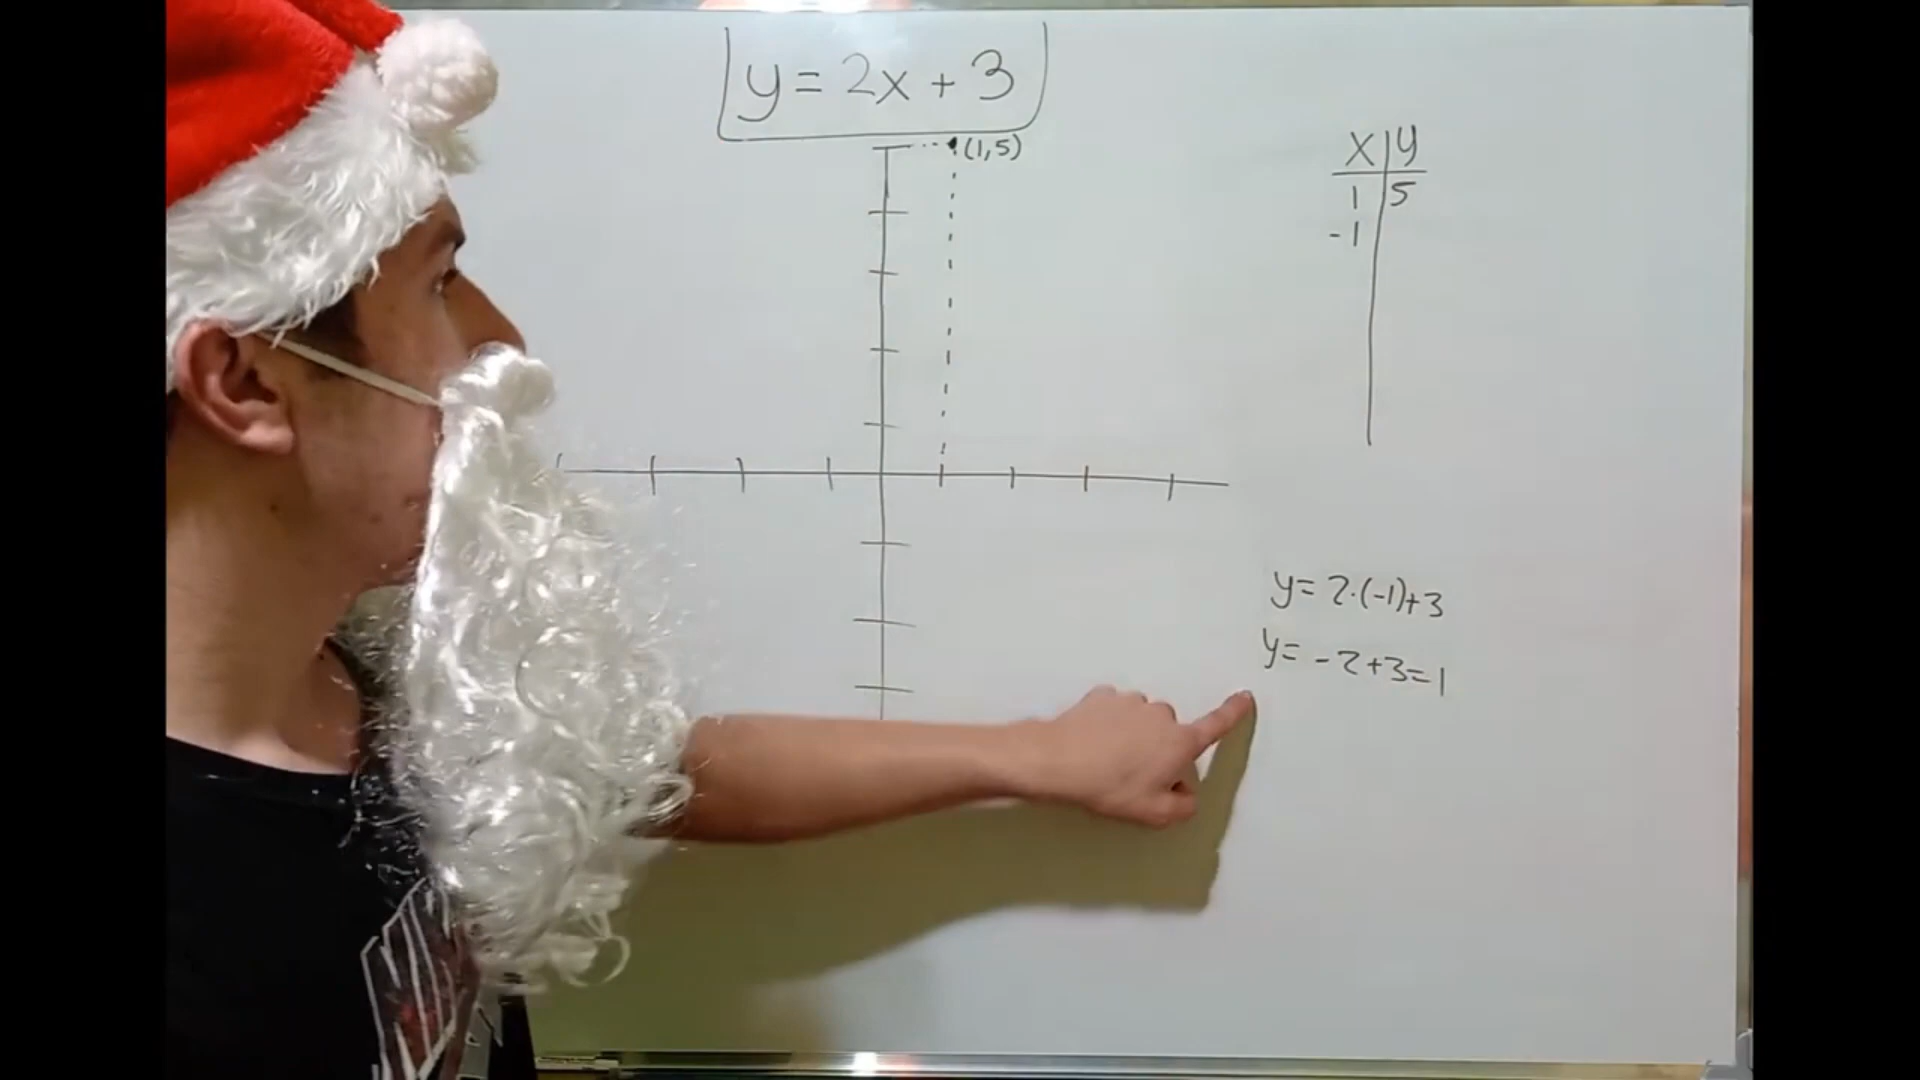 y = 2x + 3
(1,5)
x y
1 5
-1
y = 2·(-1)+3
y = -2+3=1